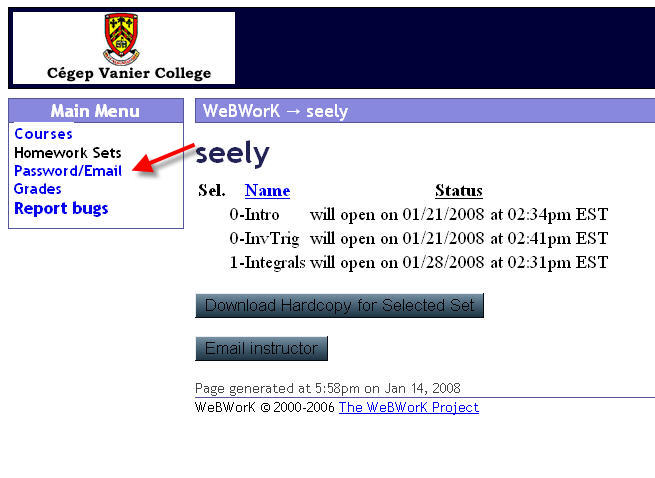 Cégep Vanier College
Main Menu
Courses
Homework Sets
Password/Email
Grades
Report bugs
WeBWorK → seely
seely
Sel. Name Status
0-Intro will open on 01/21/2008 at 02:34pm EST
0-InvTrig will open on 01/21/2008 at 02:41pm EST
1-Integrals will open on 01/28/2008 at 02:31pm EST
Download Hardcopy for Selected Set
Email instructor
Page generated at 5:58pm on Jan 14, 2008
WeBWorK © 2000-2006 The WeBWorK Project